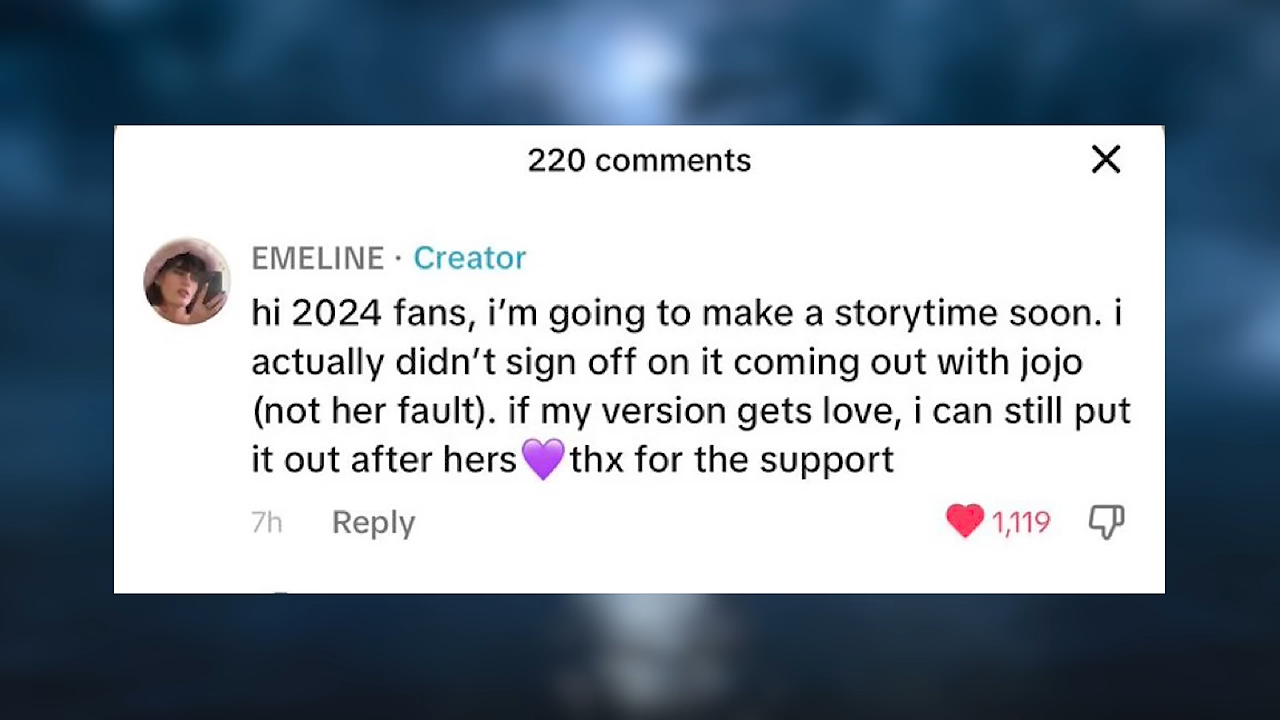 220 comments
EMELINE · Creator
hi 2024 fans, i’m going to make a storytime soon. i
actually didn’t sign off on it coming out with jojo
(not her fault). if my version gets love, i can still put
it out after hers💜thx for the support
7h Reply 1,119